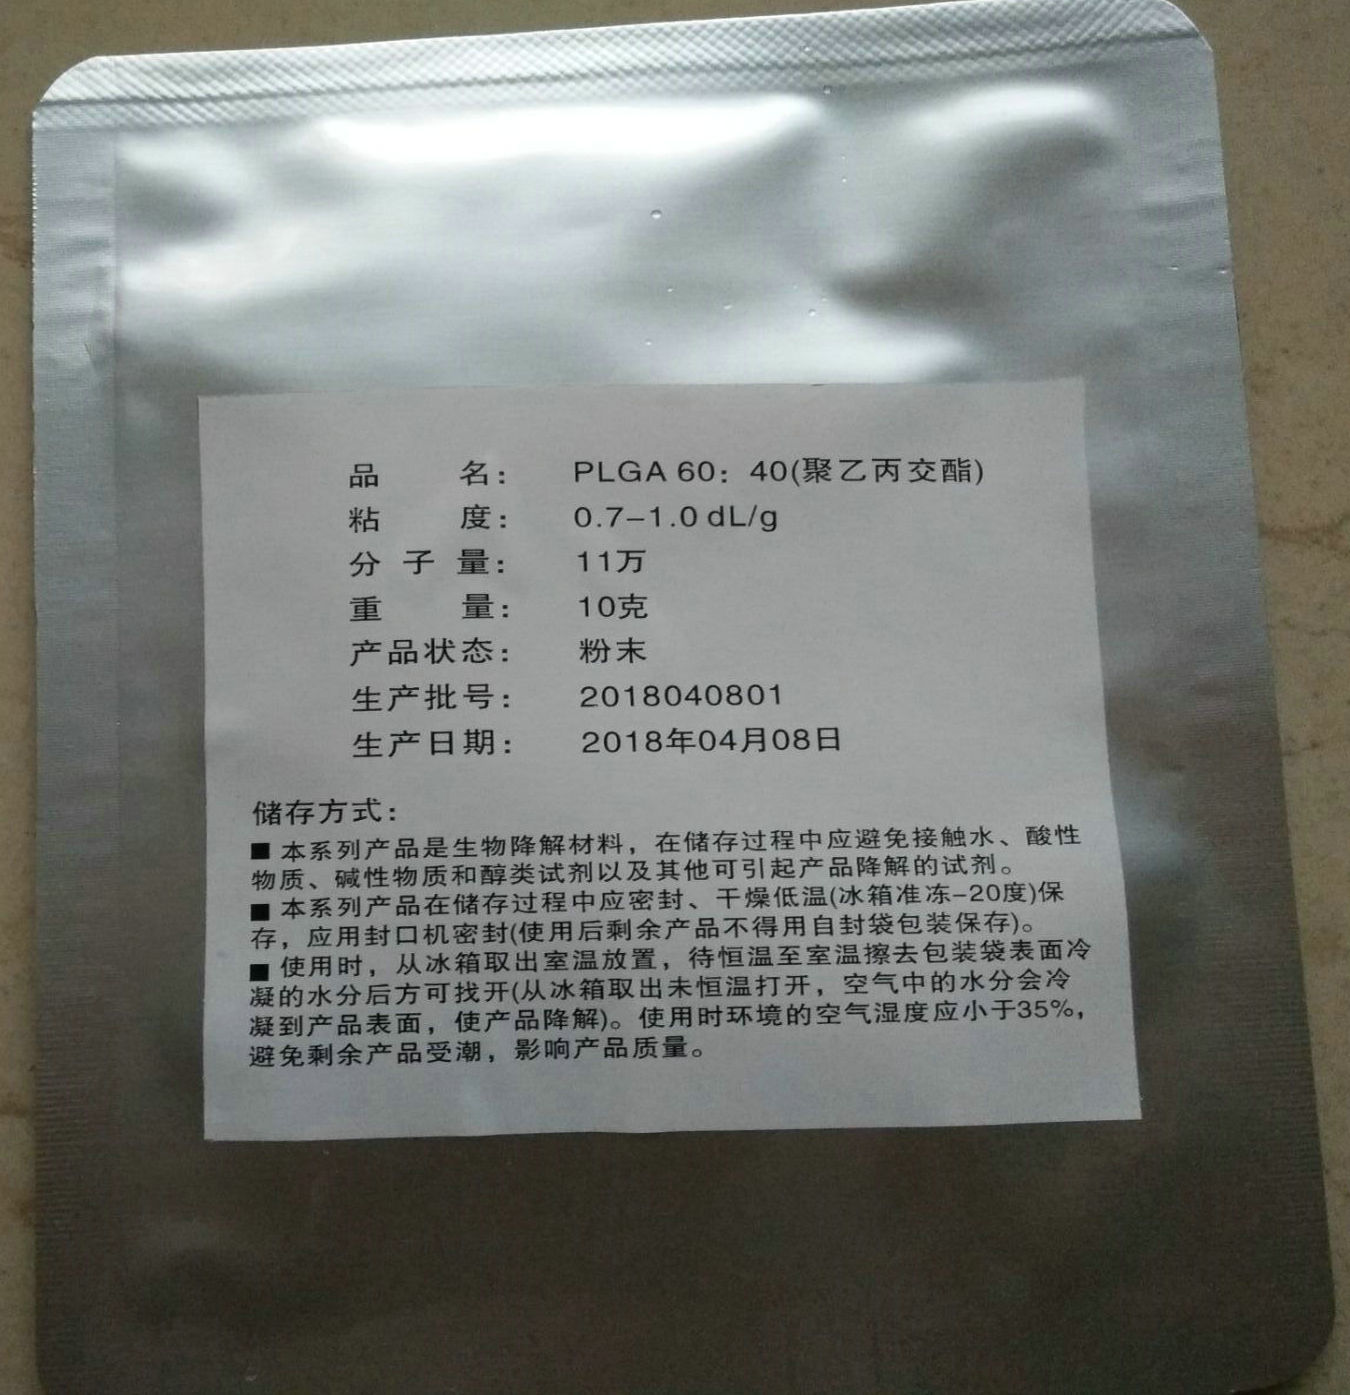 品 名： PLGA 60：40(聚乙丙交酯)
粘 度： 0.7-1.0 dL/g
分 子 量： 11万
重 量： 10克
产品状态： 粉末
生产批号： 2018040801
生产日期： 2018年04月08日
储存方式：
■ 本系列产品是生物降解材料，在储存过程中应避免接触水、酸性
物质、碱性物质和醇类试剂以及其他可引起产品降解的试剂。
■ 本系列产品在储存过程中应密封、干燥低温(冰箱准冻-20度)保
存，应用封口机密封(使用后剩余产品不得用自封袋包装保存)。
■ 使用时，从冰箱取出室温放置，待恒温至室温擦去包装袋表面冷
凝的水分后方可找开(从冰箱取出未恒温打开，空气中的水分会冷
凝到产品表面，使产品降解)。使用时环境的空气湿度应小于35%，
避免剩余产品受潮，影响产品质量。